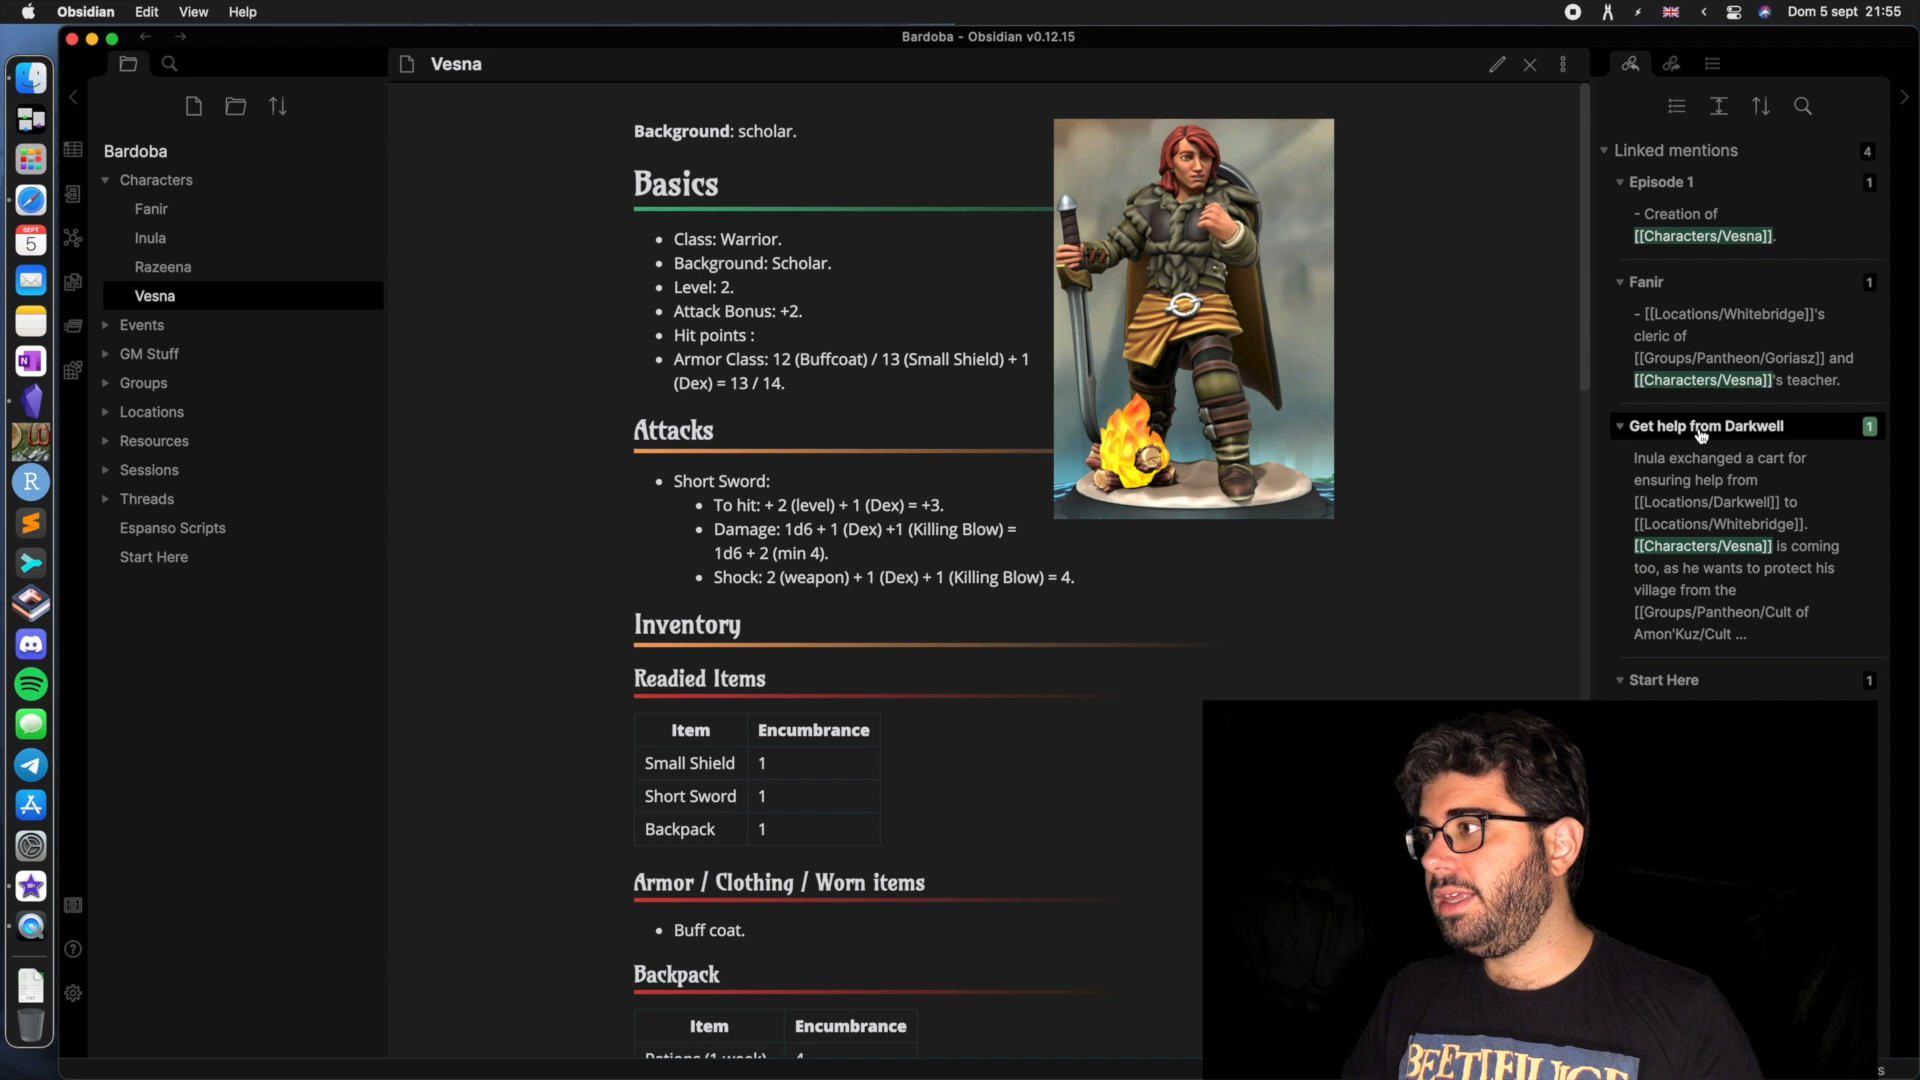 Obsidian Edit View Help
Dom 5 sept 21:55
Bardoba - Obsidian v0.12.15
SEPT
5
N
R
TXT
Bardoba
Characters
Fanir
Inula
Razeena
Vesna
Events
GM Stuff
Groups
Locations
Resources
Sessions
Threads
Espanso Scripts
Start Here
Vesna
Background: scholar.
Basics
Class: Warrior.
Background: Scholar.
Level: 2.
Attack Bonus: +2.
Hit points :
Armor Class: 12 (Buffcoat) / 13 (Small Shield) + 1
(Dex) = 13 / 14.
Attacks
Short Sword:
To hit: + 2 (level) + 1 (Dex) = +3.
Damage: 1d6 + 1 (Dex) +1 (Killing Blow) =
1d6 + 2 (min 4).
Shock: 2 (weapon) + 1 (Dex) + 1 (Killing Blow) = 4.
Inventory
Readied Items
Item Encumbrance
Small Shield 1
Short Sword 1
Backpack 1
Armor / Clothing / Worn items
Buff coat.
Backpack
Item Encumbrance
Rations (1 week) 4
Linked mentions 4
Episode 1 1
- Creation of
[[Characters/Vesna]].
Fanir 1
- [[Locations/Whitebridge]]'s
cleric of
[[Groups/Pantheon/Goriasz]] and
[[Characters/Vesna]]'s teacher.
Get help from Darkwell 1
Inula exchanged a cart for
ensuring help from
[[Locations/Darkwell]] to
[[Locations/Whitebridge]].
[[Characters/Vesna]] is coming
too, as he wants to protect his
village from the
[[Groups/Pantheon/Cult of
Amon'Kuz/Cult ...
Start Here 1
BEETLEJUICE
s